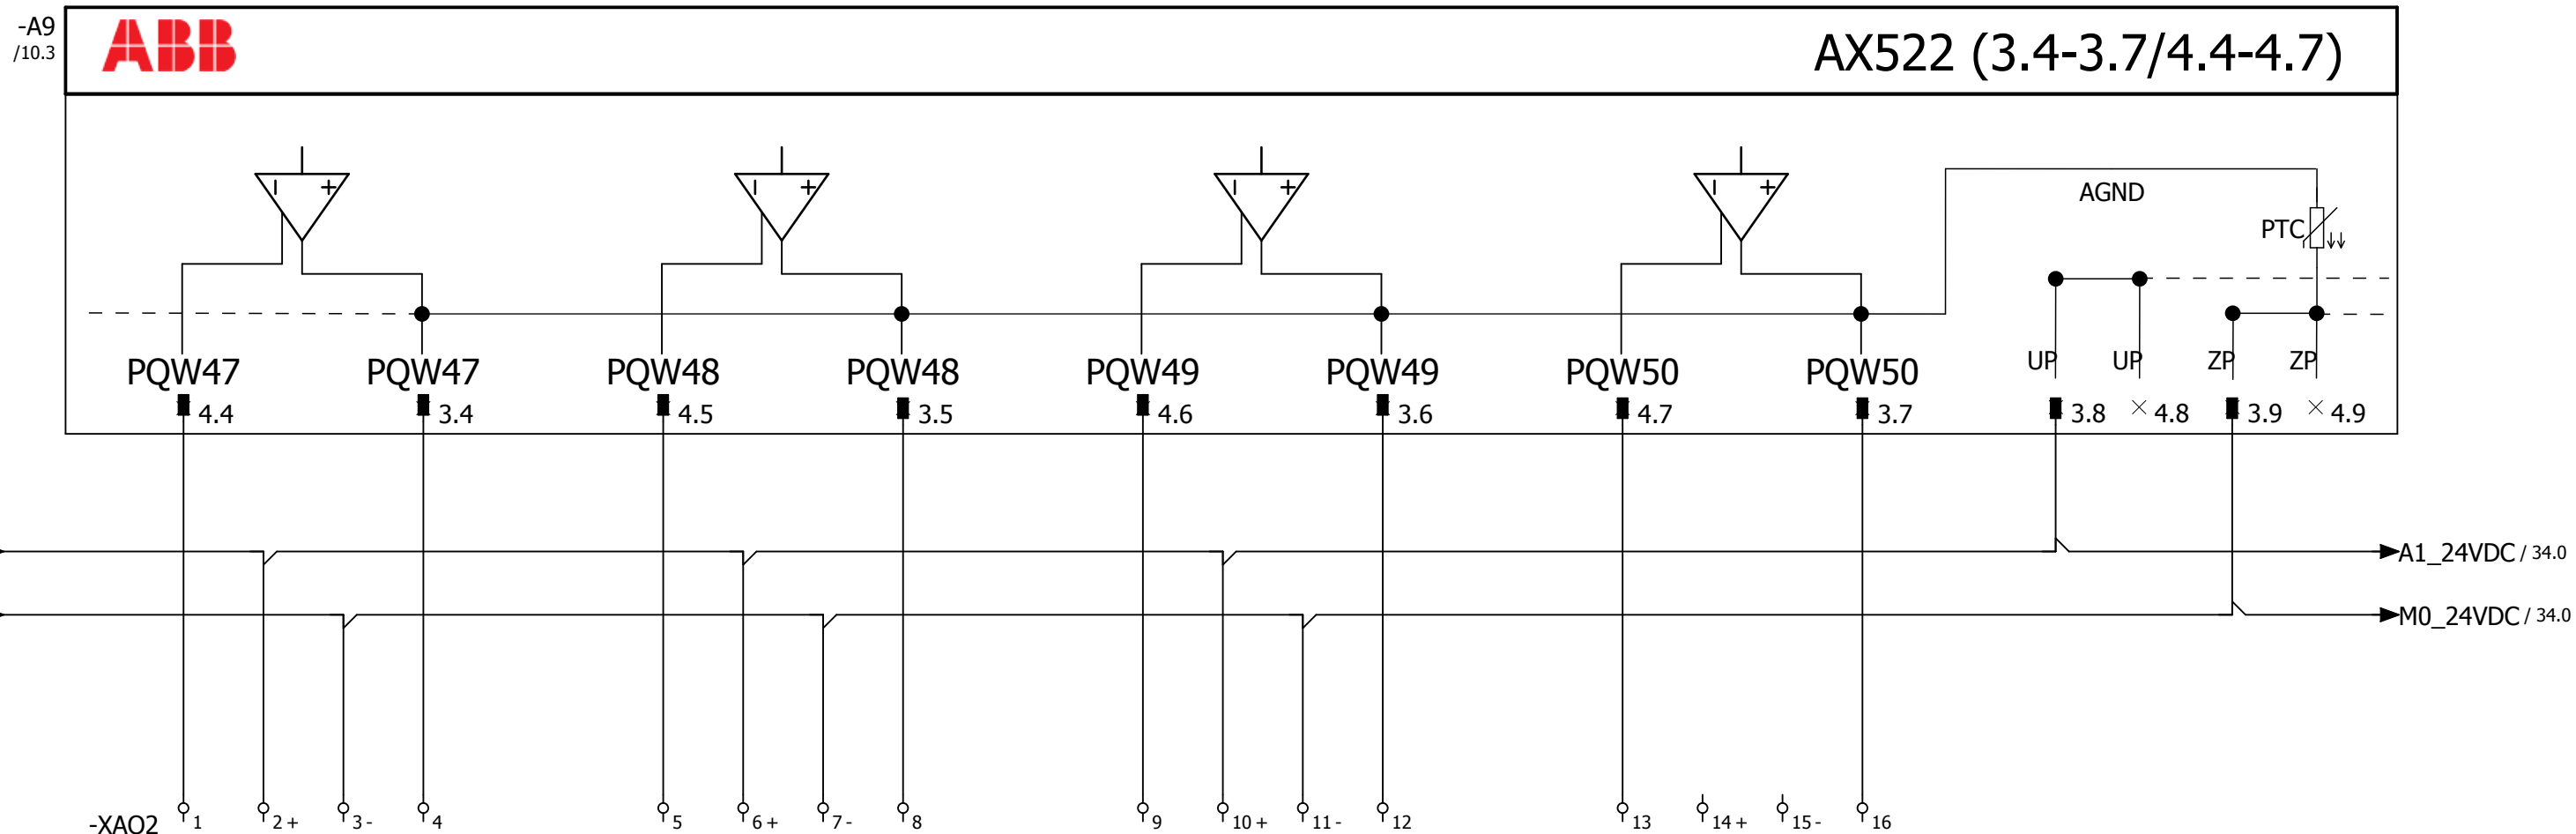 -A9
/10.3
ABB
AX522 (3.4-3.7/4.4-4.7)
AGND
PTC
PQW47 PQW47 PQW48 PQW48 PQW49 PQW49 PQW50 PQW50 UP UP ZP ZP
4.4 3.4 4.5 3.5 4.6 3.6 4.7 3.7 3.8 4.8 3.9 4.9
A1_24VDC / 34.0
M0_24VDC / 34.0
-XAO2 1 2 + 3 - 4 5 6 + 7 - 8 9 10 + 11 - 12 13 14 + 15 - 16